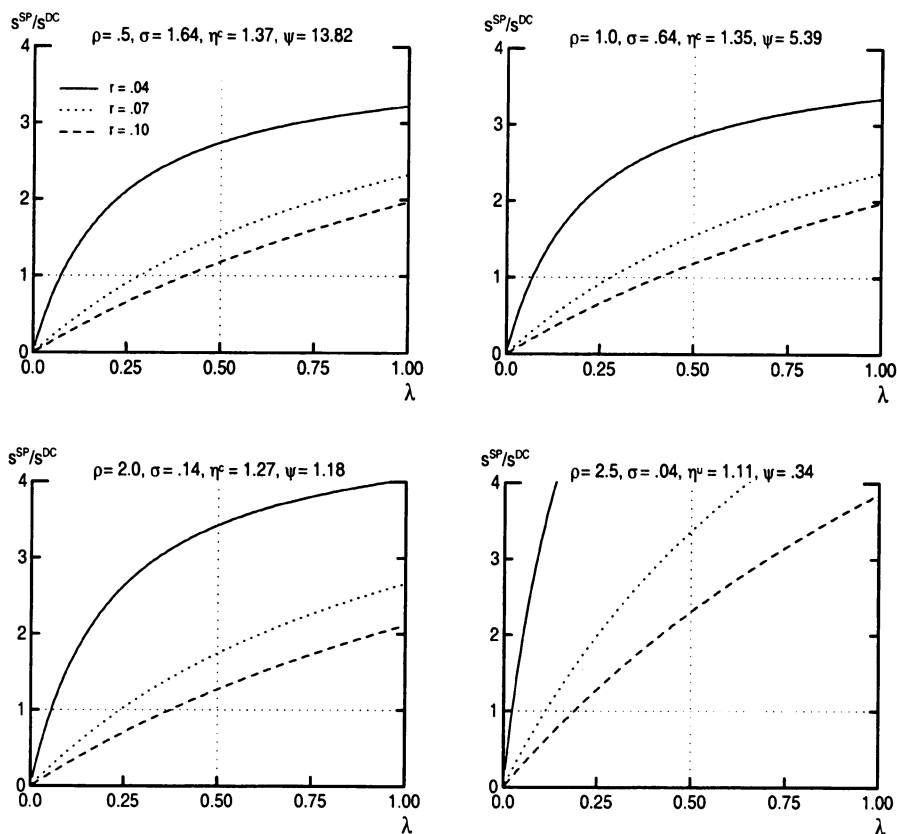 s^SP/s^DC
ρ= .5, σ = 1.64, η^c = 1.37, ψ = 13.82
4
3
2
1
0
r = .04
r = .07
r = .10
0.0 0.25 0.50 0.75 1.00
λ
s^SP/s^DC
ρ= 1.0, σ = .64, η^c = 1.35, ψ = 5.39
4
3
2
1
0
0.0 0.25 0.50 0.75 1.00
λ
s^SP/s^DC
ρ= 2.0, σ = .14, η^c = 1.27, ψ = 1.18
4
3
2
1
0
0.0 0.25 0.50 0.75 1.00
λ
s^SP/s^DC
ρ= 2.5, σ = .04, η^u = 1.11, ψ = .34
4
3
2
1
0
0.0 0.25 0.50 0.75 1.00
λ